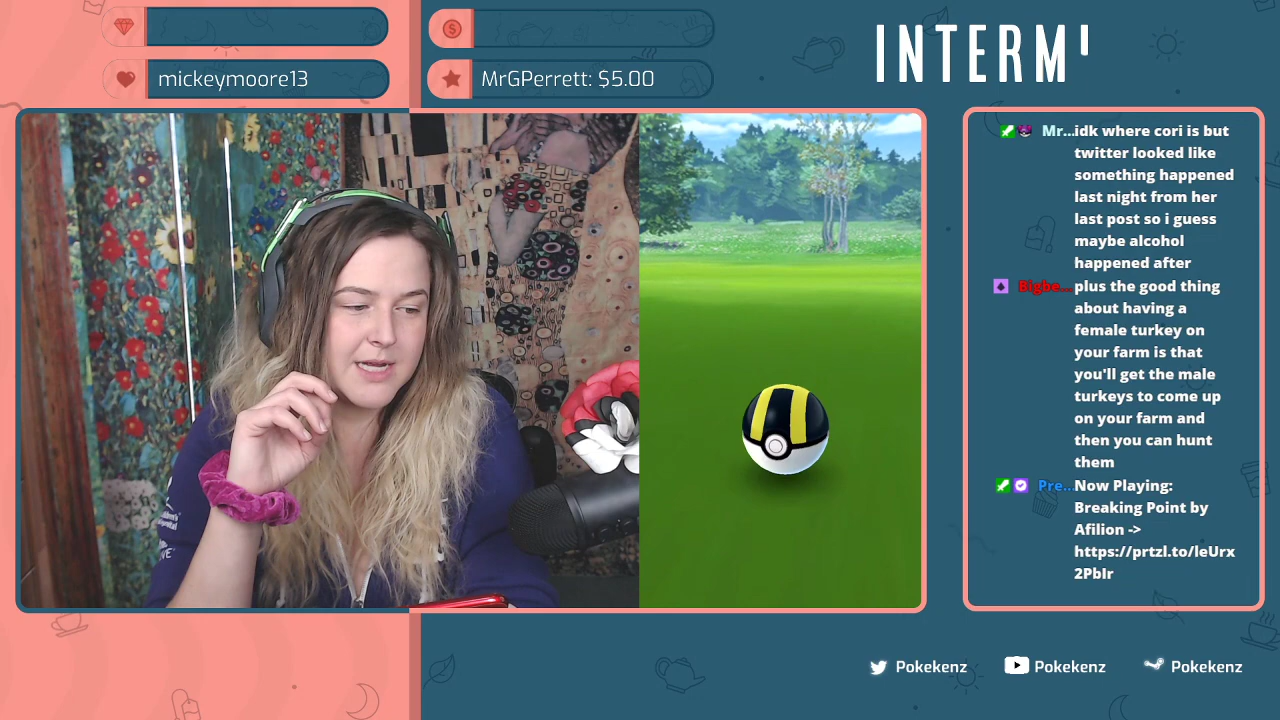 INTERM
mickeymoore13
MrGPerrett: $5.00
Mr... idk where cori is but
twitter looked like
something happened
last night from her
last post so i guess
maybe alcohol
happened after
Bigbe... plus the good thing
about having a
female turkey on
your farm is that
you'll get the male
turkeys to come up
on your farm and
then you can hunt
them
Pre... Now Playing:
Breaking Point by
Afilion ->
https://prtzl.to/leUrx
2PbIr
Pokekenz
Pokekenz
Pokekenz